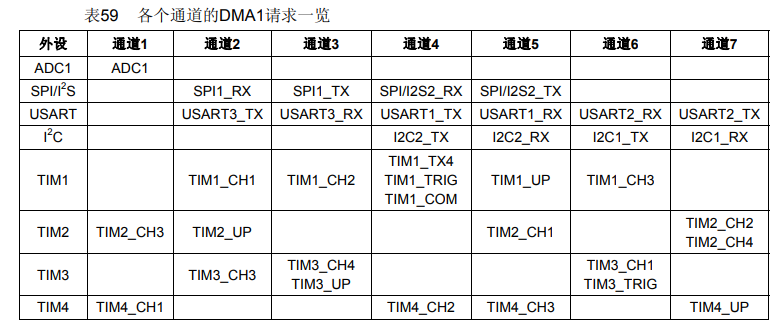 表59 各个通道的DMA1请求一览
外设 通道1 通道2 通道3 通道4 通道5 通道6 通道7
ADC1 ADC1
SPI/I²S SPI1_RX SPI1_TX SPI/I2S2_RX SPI/I2S2_TX
USART USART3_TX USART3_RX USART1_TX USART1_RX USART2_RX USART2_TX
I²C I2C2_TX I2C2_RX I2C1_TX I2C1_RX
TIM1 TIM1_CH1 TIM1_CH2 TIM1_TX4 TIM1_TRIG TIM1_COM TIM1_UP TIM1_CH3
TIM2 TIM2_CH3 TIM2_UP TIM2_CH1 TIM2_CH2 TIM2_CH4
TIM3 TIM3_CH3 TIM3_CH4 TIM3_UP TIM3_CH1 TIM3_TRIG
TIM4 TIM4_CH1 TIM4_CH2 TIM4_CH3 TIM4_UP